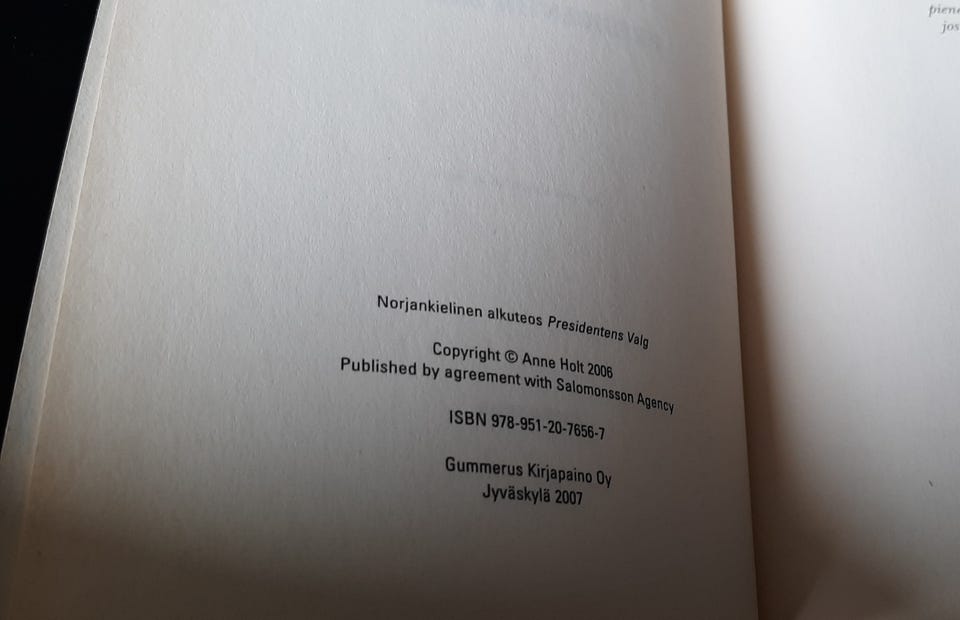 Norjankielinen alkuteos Presidentens Valg
Copyright © Anne Holt 2006
Published by agreement with Salomonsson Agency
ISBN 978-951-20-7656-7
Gummerus Kirjapaino Oy
Jyväskylä 2007